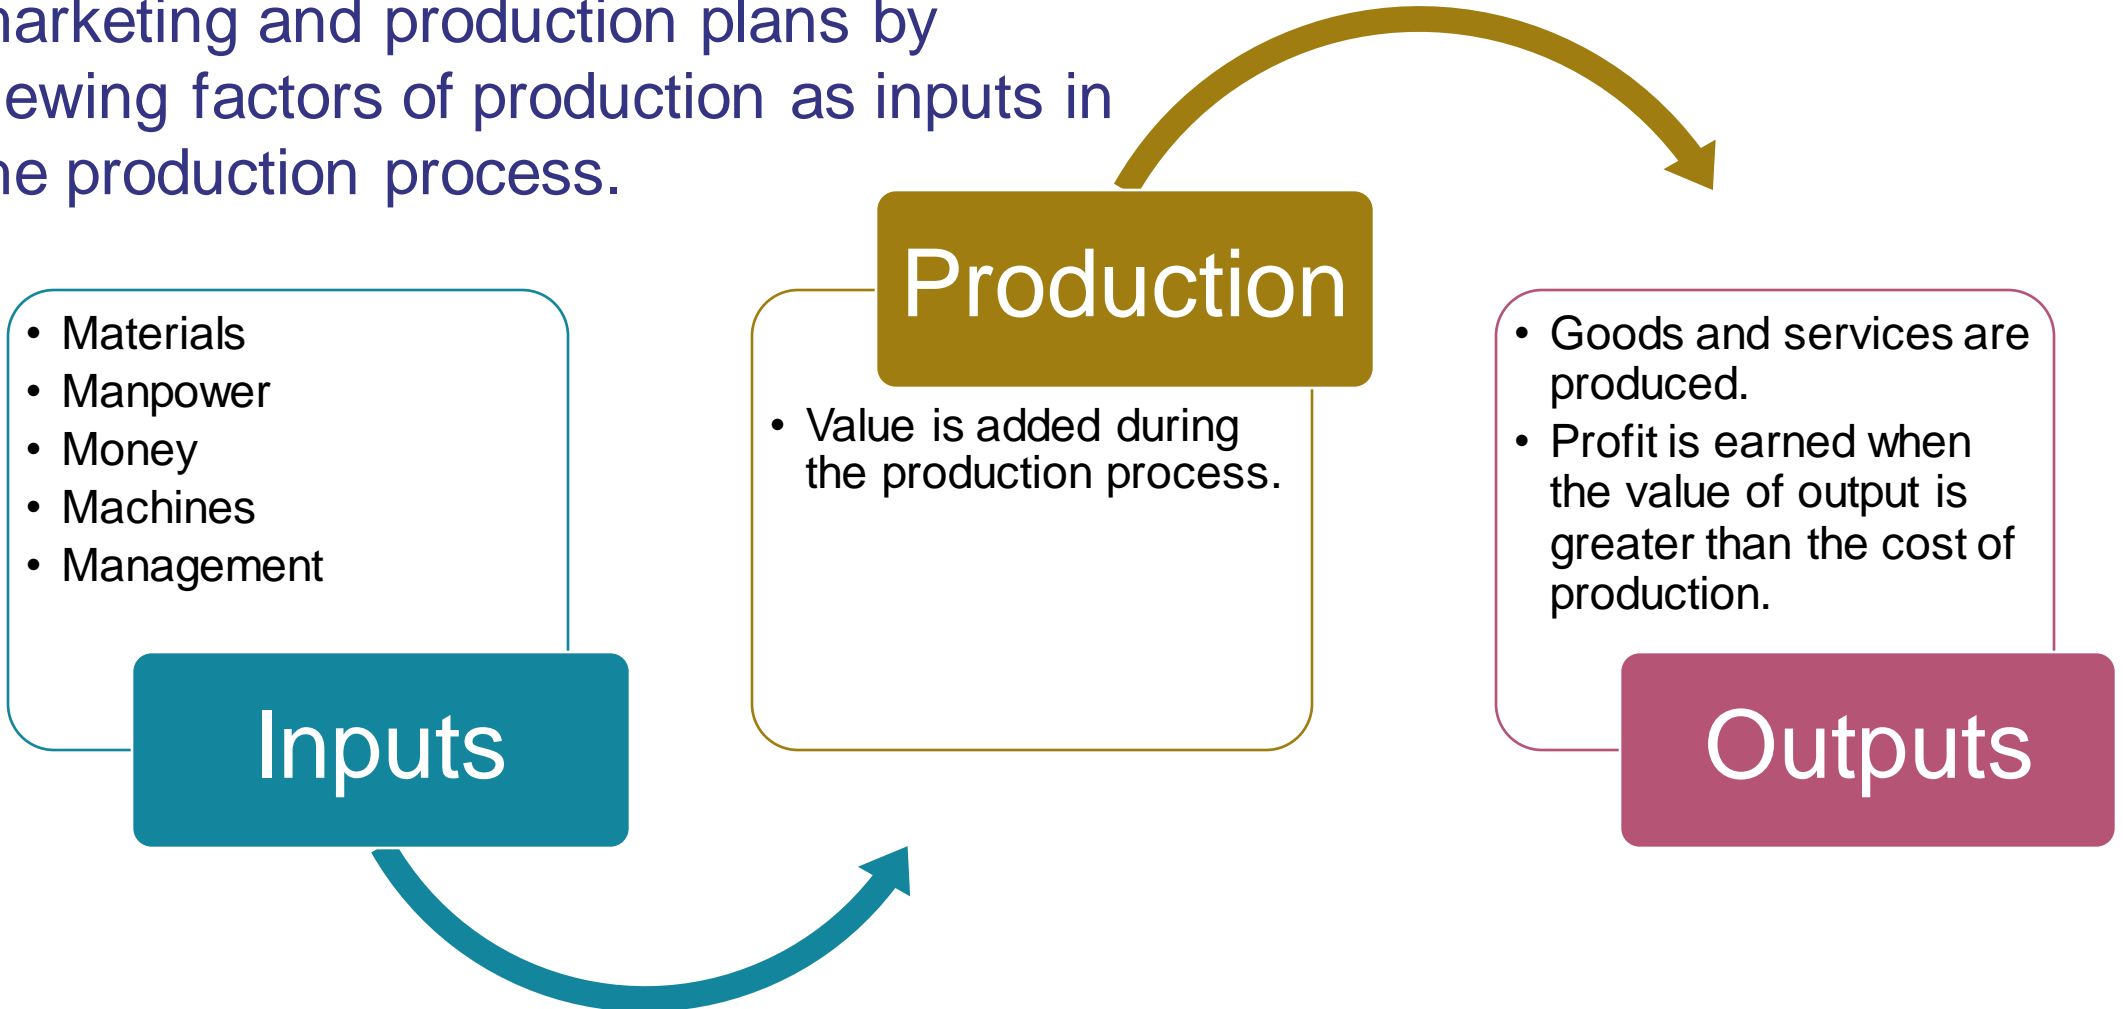 marketing and production plans by
ewing factors of production as inputs in
he production process.
Production
• Materials
• Manpower
• Money
• Machines
• Management
Inputs
• Value is added during
the production process.
• Goods and services are
produced.
• Profit is earned when
the value of output is
greater than the cost of
production.
Outputs